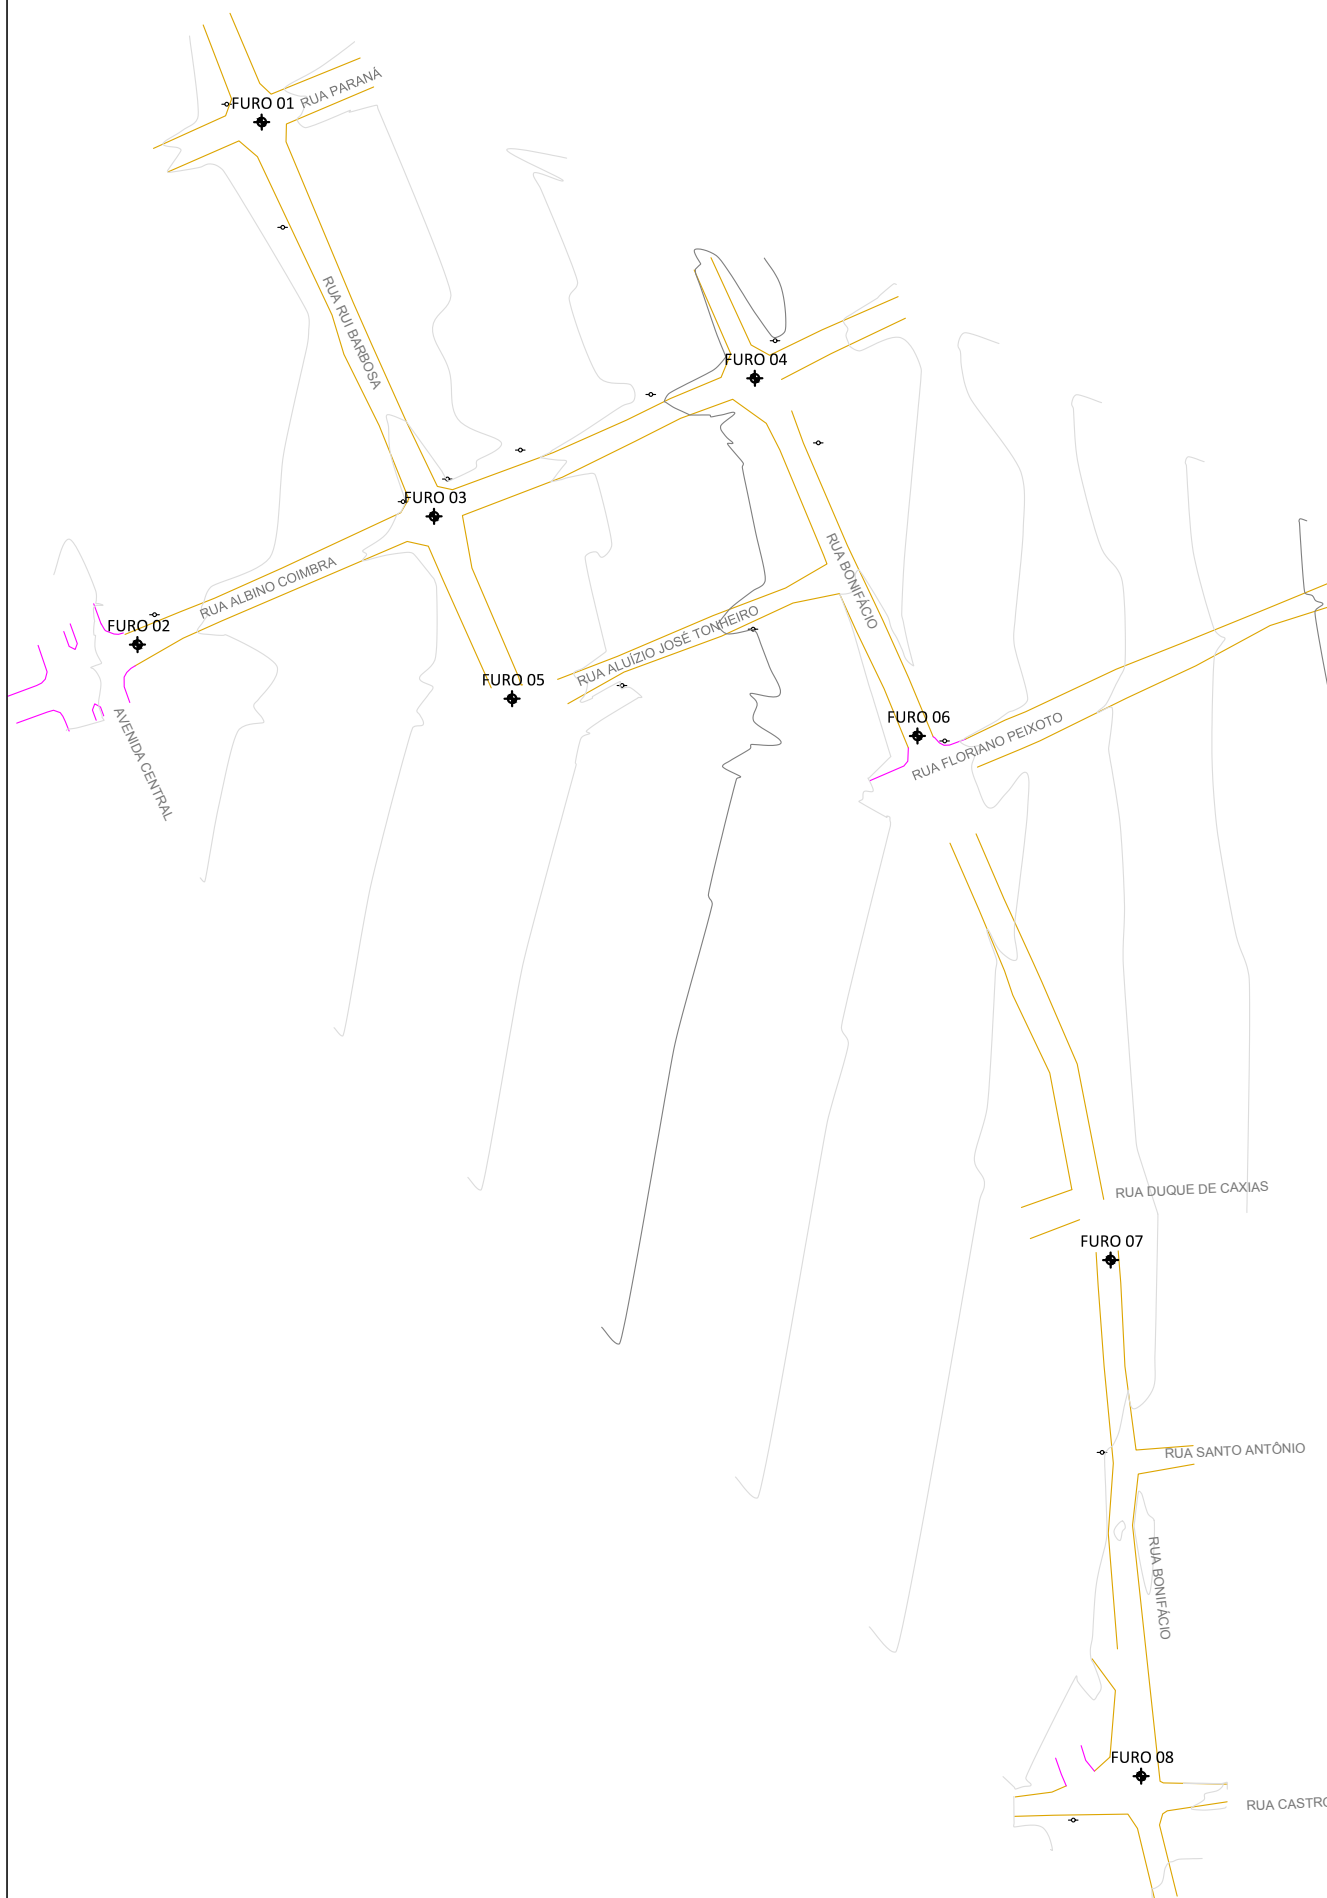 FURO 01
RUA PARANÁ
RUA RUI BARBOSA
FURO 04
FURO 03
RUA ALBINO COIMBRA
RUA BONIFÁCIO
FURO 02
RUA ALUÍZIO JOSÉ TONHEIRO
FURO 05
AVENIDA CENTRAL
FURO 06
RUA FLORIANO PEIXOTO
RUA DUQUE DE CAXIAS
FURO 07
RUA SANTO ANTÔNIO
RUA BONIFÁCIO
FURO 08
RUA CASTRO